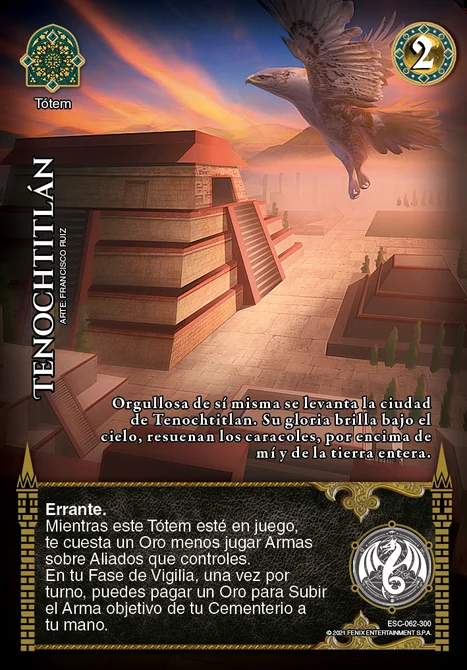 2
Tótem
TENOCHTITLÁN
ARTE: FRANCISCO RUIZ
Orgullosa de sí misma se levanta la ciudad
de Tenochtitlan. Su gloria brilla bajo el
cielo, resuenan los caracoles, por encima de
mí y de la tierra entera.
Errante.
Mientras este Tótem esté en juego,
te cuesta un Oro menos jugar Armas
sobre Aliados que controles.
En tu Fase de Vigilia, una vez por
turno, puedes pagar un Oro para Subir
el Arma objetivo de tu Cementerio a
tu mano.
ESC-062-300
© 2021 FENIX ENTERTAINMENT S.P.A.